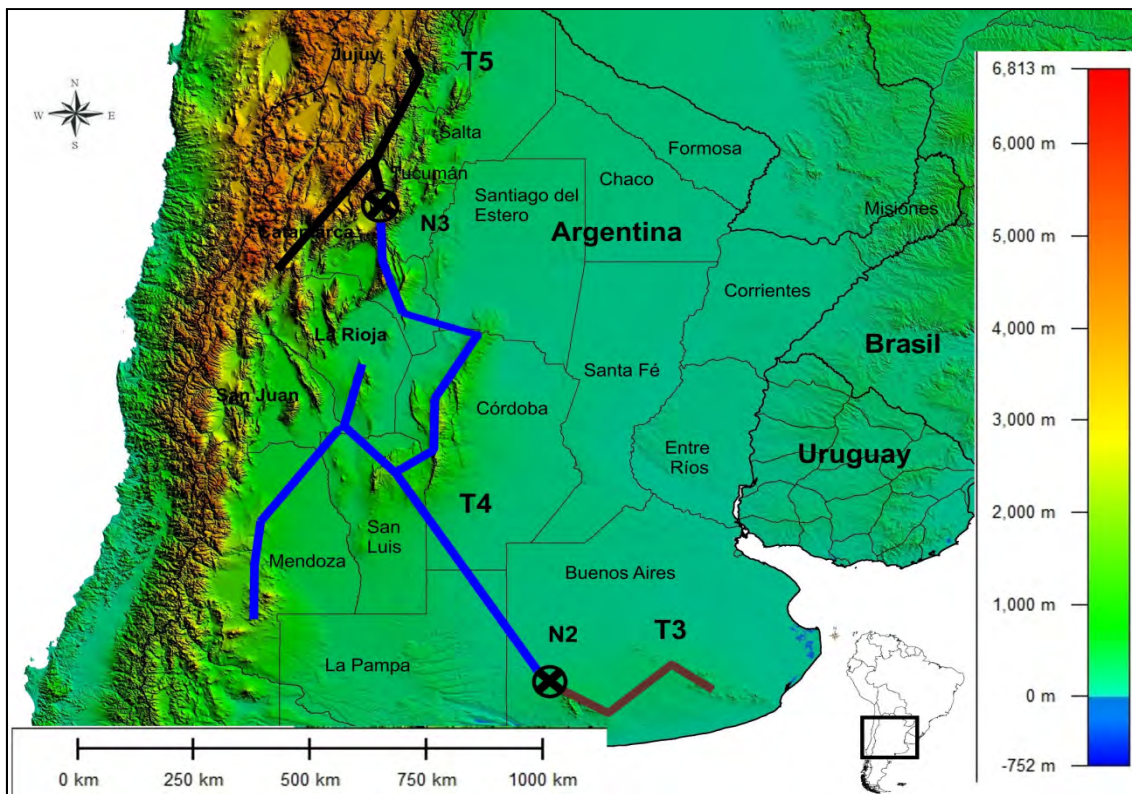 Jujuy
T5
N
W E
S
Salta
Formosa
Tucumán
Chaco
Santiago del
Estero
Misiones
N3
Catamarca
Argentina
Corrientes
La Rioja
Brasil
Santa Fé
San Juan
Córdoba
Entre
Ríos
Uruguay
T4
San
Luis
Mendoza
Buenos Aires
N2
T3
La Pampa
0 km 250 km 500 km 750 km 1000 km
6,813 m
6,000 m
5,000 m
4,000 m
3,000 m
2,000 m
1,000 m
0 m
-752 m